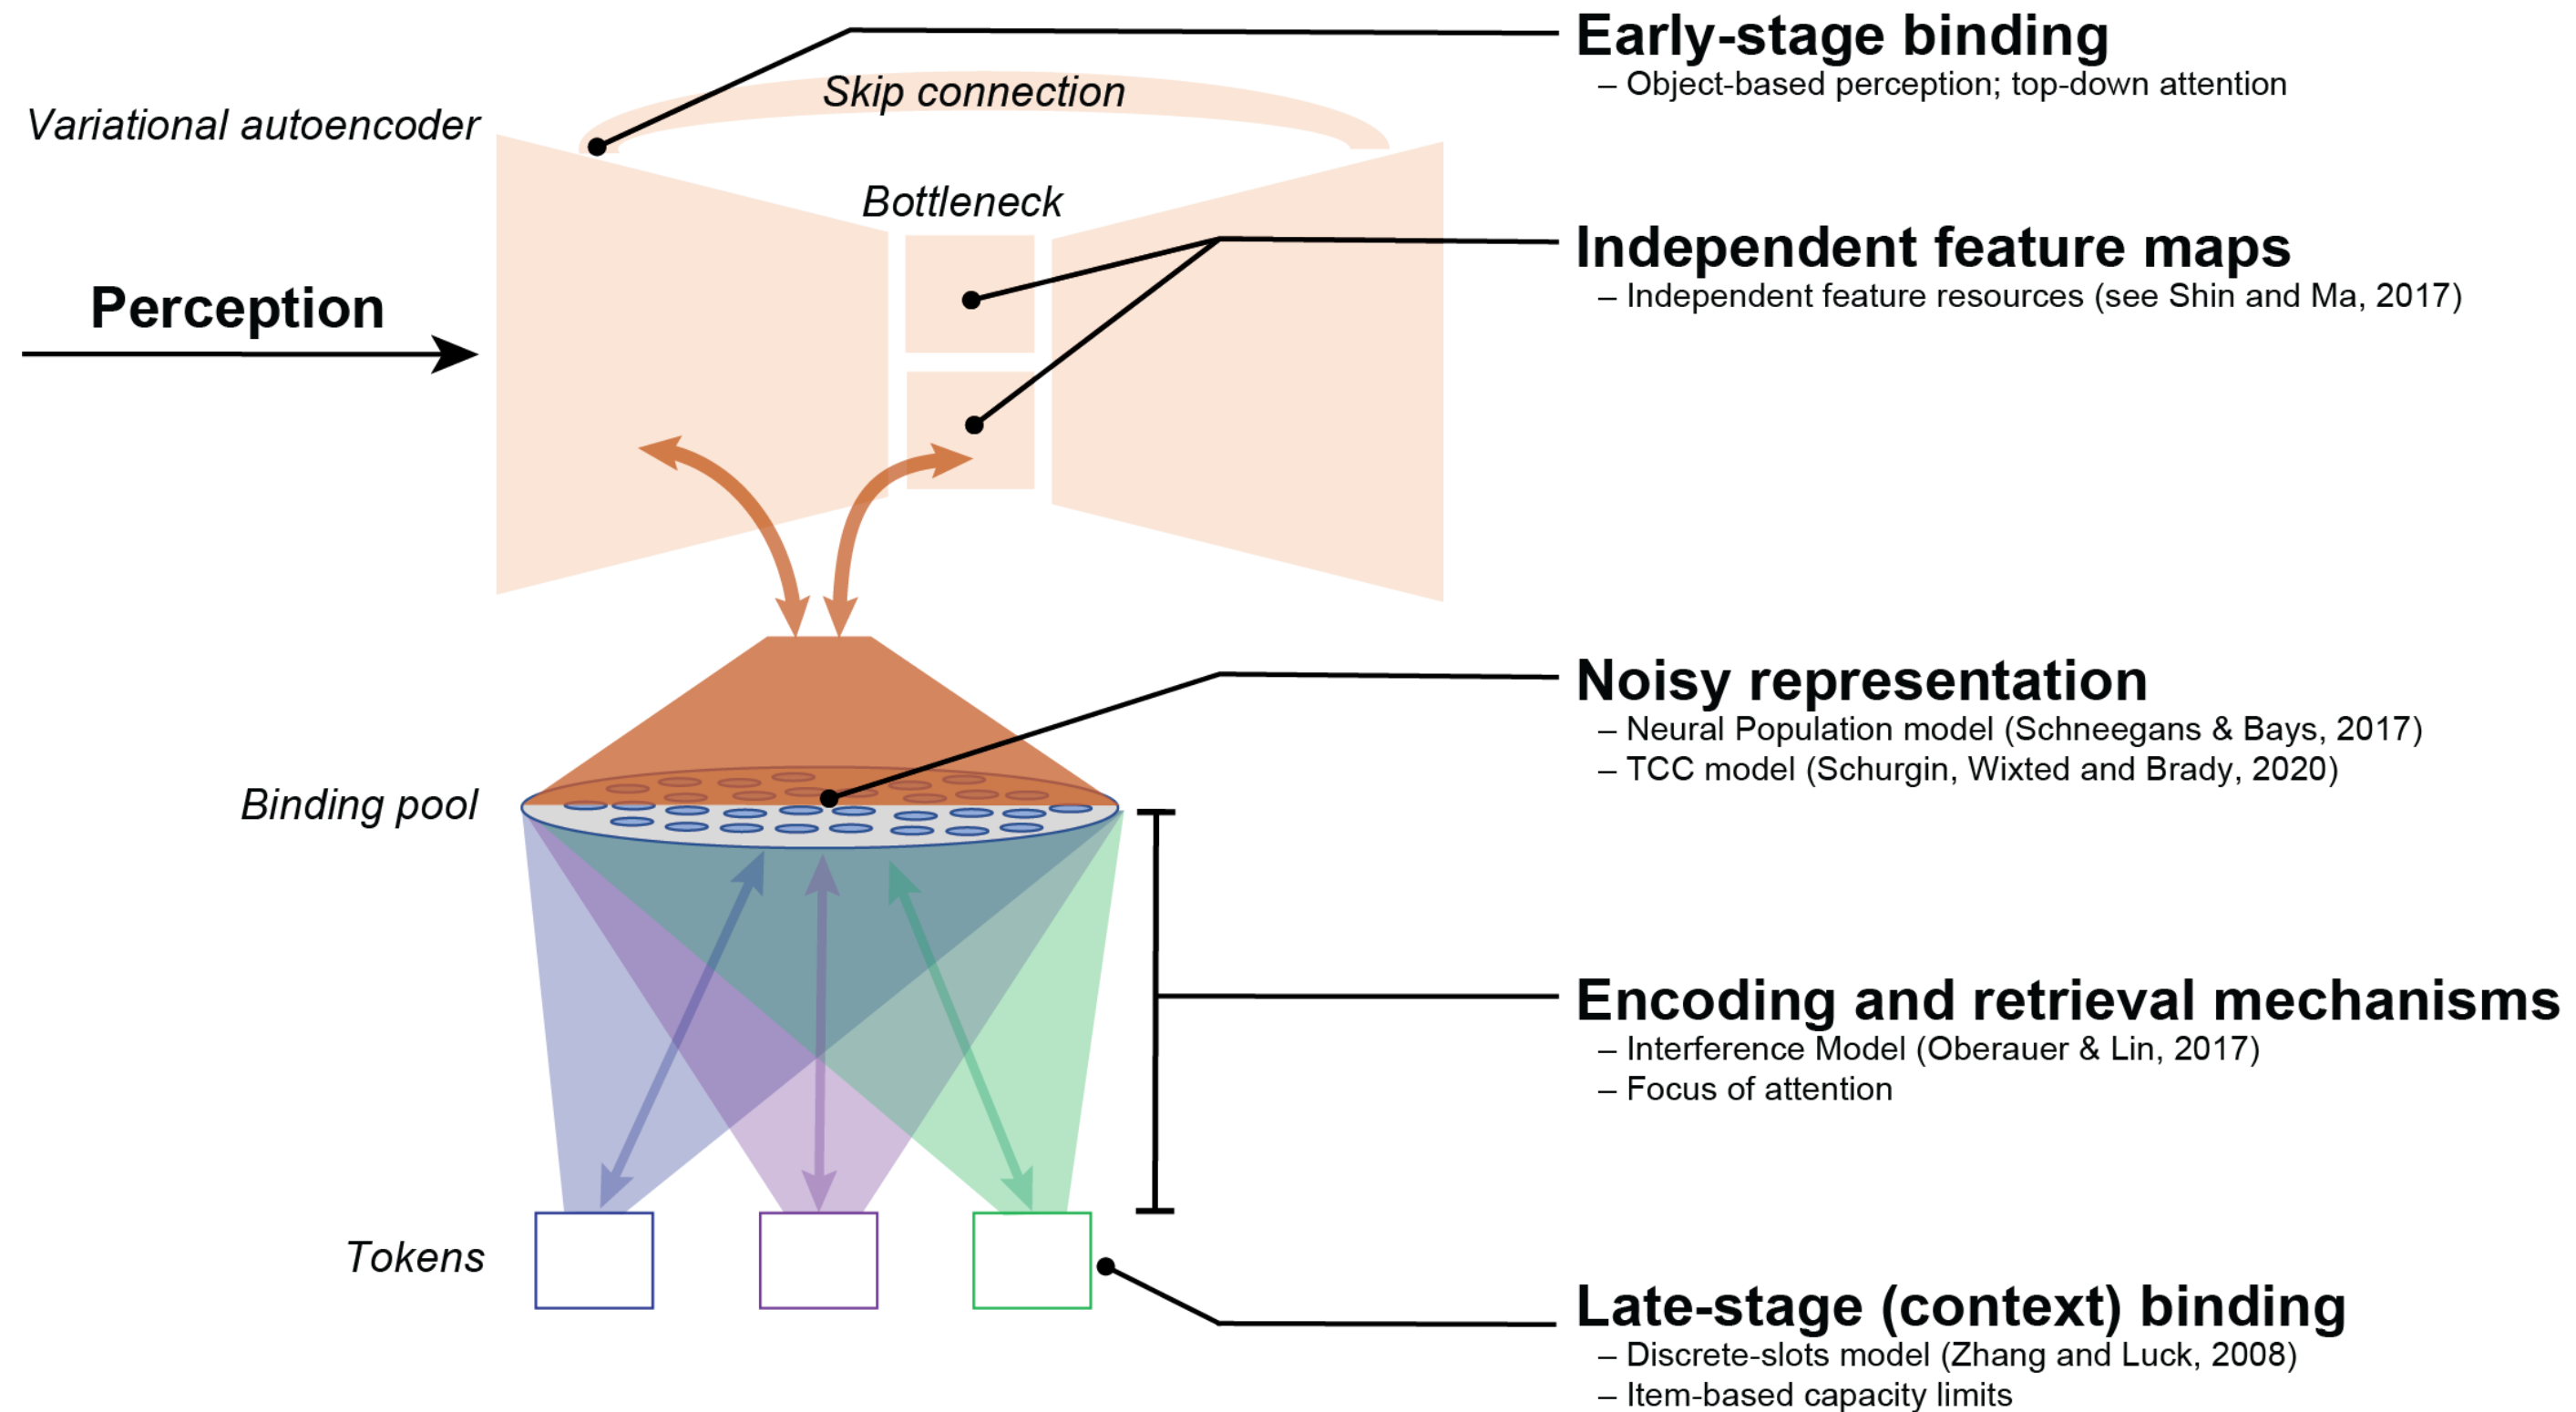 Early-stage binding
– Object-based perception; top-down attention
Skip connection
Variational autoencoder
Bottleneck
Independent feature maps
– Independent feature resources (see Shin and Ma, 2017)
Perception
Noisy representation
– Neural Population model (Schneegans & Bays, 2017)
– TCC model (Schurgin, Wixted and Brady, 2020)
Binding pool
Encoding and retrieval mechanisms
– Interference Model (Oberauer & Lin, 2017)
– Focus of attention
Tokens
Late-stage (context) binding
– Discrete-slots model (Zhang and Luck, 2008)
– Item-based capacity limits